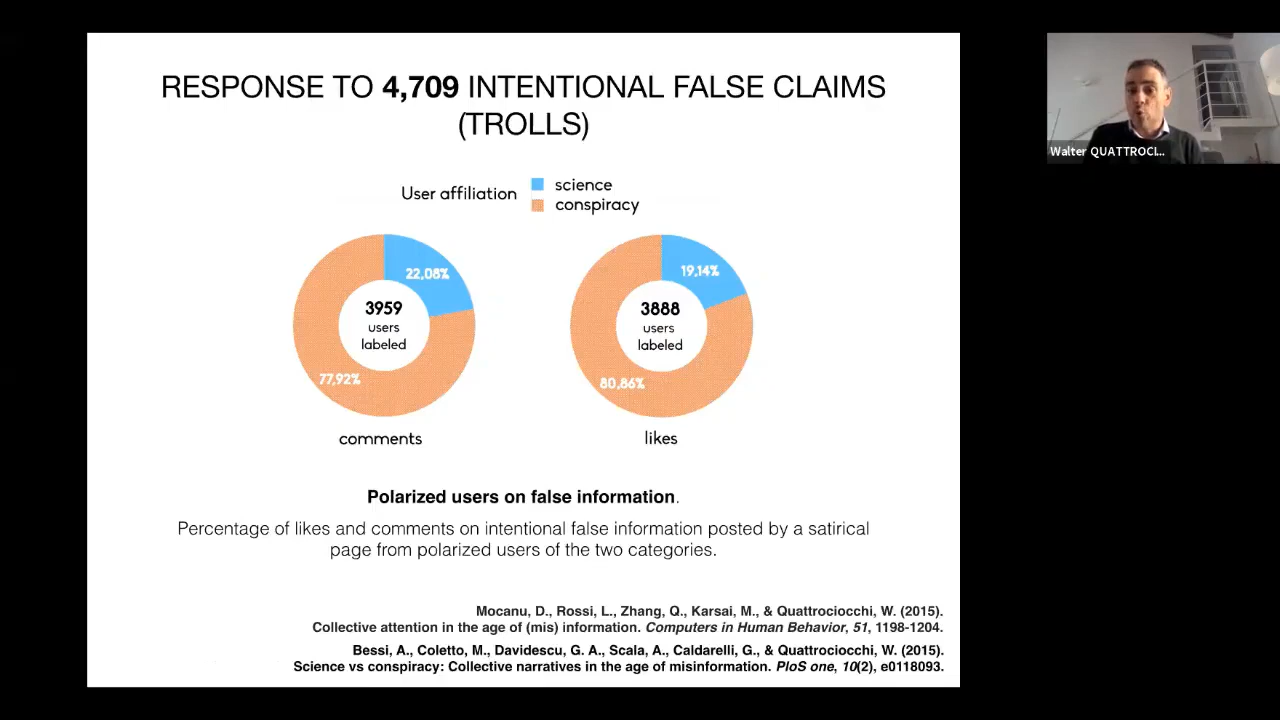 RESPONSE TO 4,709 INTENTIONAL FALSE CLAIMS
(TROLLS)
Walter QUATTROCI...
User affiliation
science
conspiracy
22,08%
3959
users
labeled
77,92%
comments
19,14%
3888
users
labeled
80,86%
likes
Polarized users on false information.
Percentage of likes and comments on intentional false information posted by a satirical
page from polarized users of the two categories.
Mocanu, D., Rossi, L., Zhang, Q., Karsai, M., & Quattrociocchi, W. (2015).
Collective attention in the age of (mis) information. Computers in Human Behavior, 51, 1198-1204.
Bessi, A., Coletto, M., Davidescu, G. A., Scala, A., Caldarelli, G., & Quattrociocchi, W. (2015).
Science vs conspiracy: Collective narratives in the age of misinformation. PloS one, 10(2), e0118093.